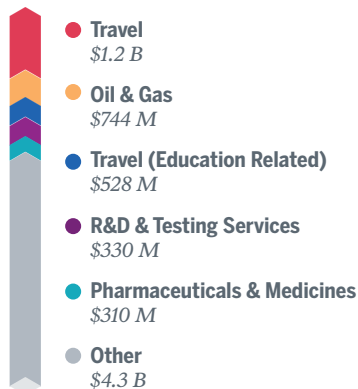 Travel
$1.2 B
Oil & Gas
$744 M
Travel (Education Related)
$528 M
R&D & Testing Services
$330 M
Pharmaceuticals & Medicines
$310 M
Other
$4.3 B